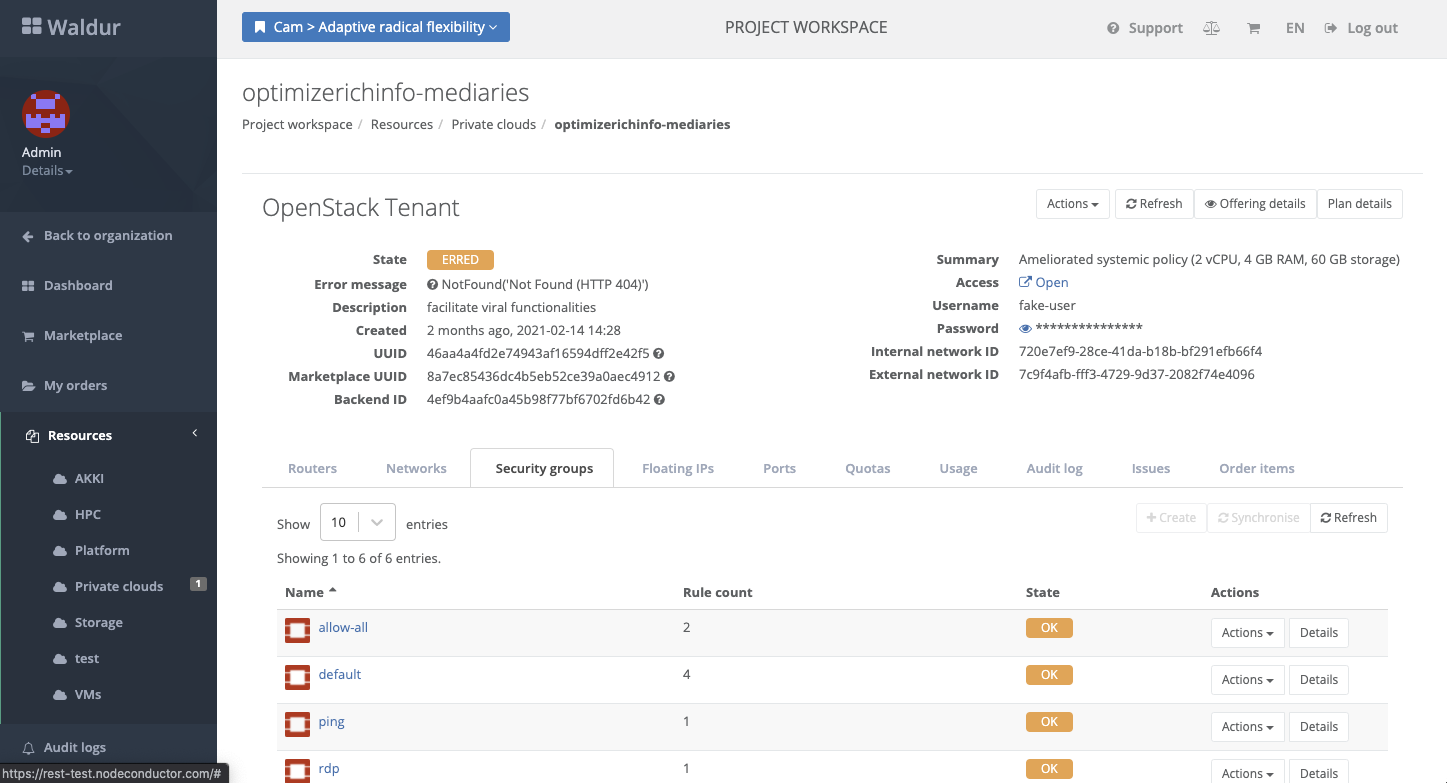 Waldur
Cam > Adaptive radical flexibility
PROJECT WORKSPACE
Support
EN
Log out
Admin
Details
Back to organization
Dashboard
Marketplace
My orders
Resources
AKKI
HPC
Platform
Private clouds 1
Storage
test
VMs
Audit logs
https://rest-test.nodeconductor.com/#
optimizerichinfo-mediaries
Project workspace / Resources / Private clouds / optimizerichinfo-mediaries
OpenStack Tenant
Actions Refresh Offering details Plan details
State ERRED
Error message NotFound('Not Found (HTTP 404)')
Description facilitate viral functionalities
Created 2 months ago, 2021-02-14 14:28
UUID 46aa4a4fd2e74943af16594dff2e42f5
Marketplace UUID 8a7ec85436dc4b5eb52ce39a0aec4912
Backend ID 4ef9b4aafc0a45b98f77bf6702fd6b42
Summary Ameliorated systemic policy (2 vCPU, 4 GB RAM, 60 GB storage)
Access Open
Username fake-user
Password ***************
Internal network ID 720e7ef9-28ce-41da-b18b-bf291efb66f4
External network ID 7c9f4afb-fff3-4729-9d37-2082f74e4096
Routers Networks Security groups Floating IPs Ports Quotas Usage Audit log Issues Order items
Show 10 entries
Create Synchronise Refresh
Showing 1 to 6 of 6 entries.
Name Rule count State Actions
allow-all 2 OK Actions Details
default 4 OK Actions Details
ping 1 OK Actions Details
rdp 1 OK Actions Details